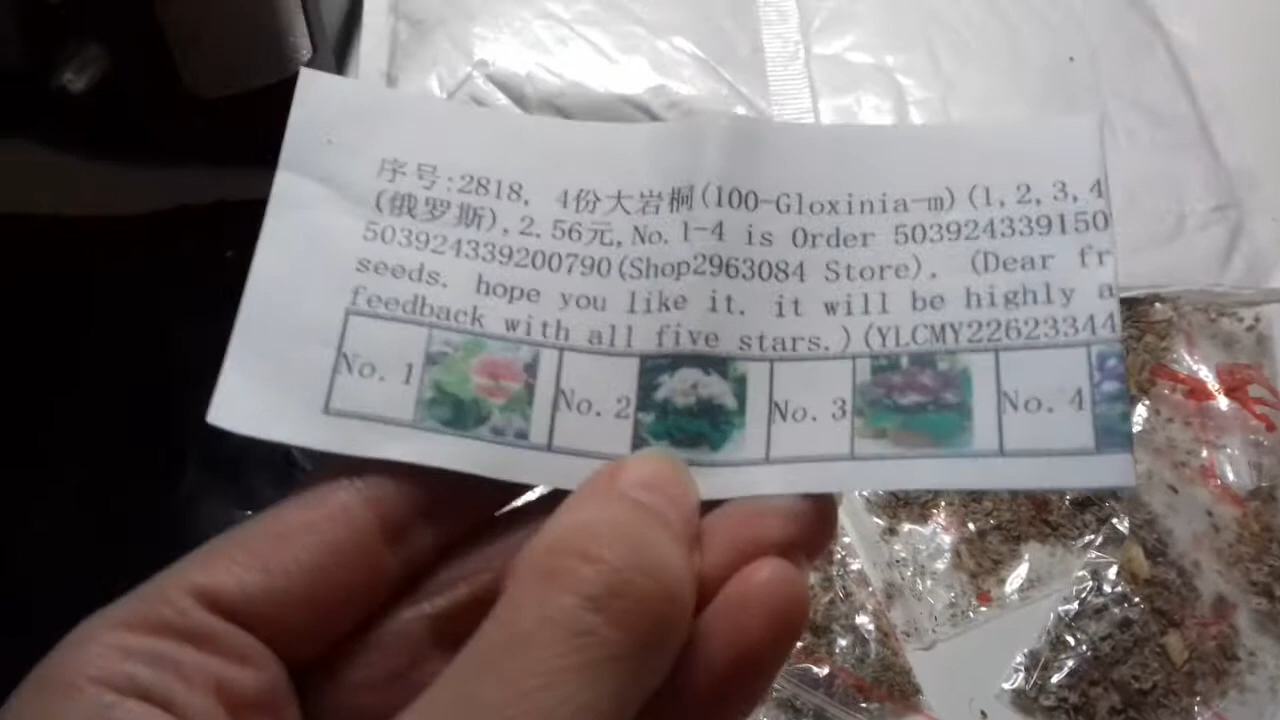 序号:2818, 4份大岩桐(100-Gloxinia-m)(1,2,3,4
(俄罗斯),2.56元,No.1-4 is Order 503924339150
503924339200790(Shop2963084 Store). (Dear fr
seeds. hope you like it. it will be highly a
feedback with all five stars.)(YLCMY22623344
No. 1 No. 2 No. 3 No. 4